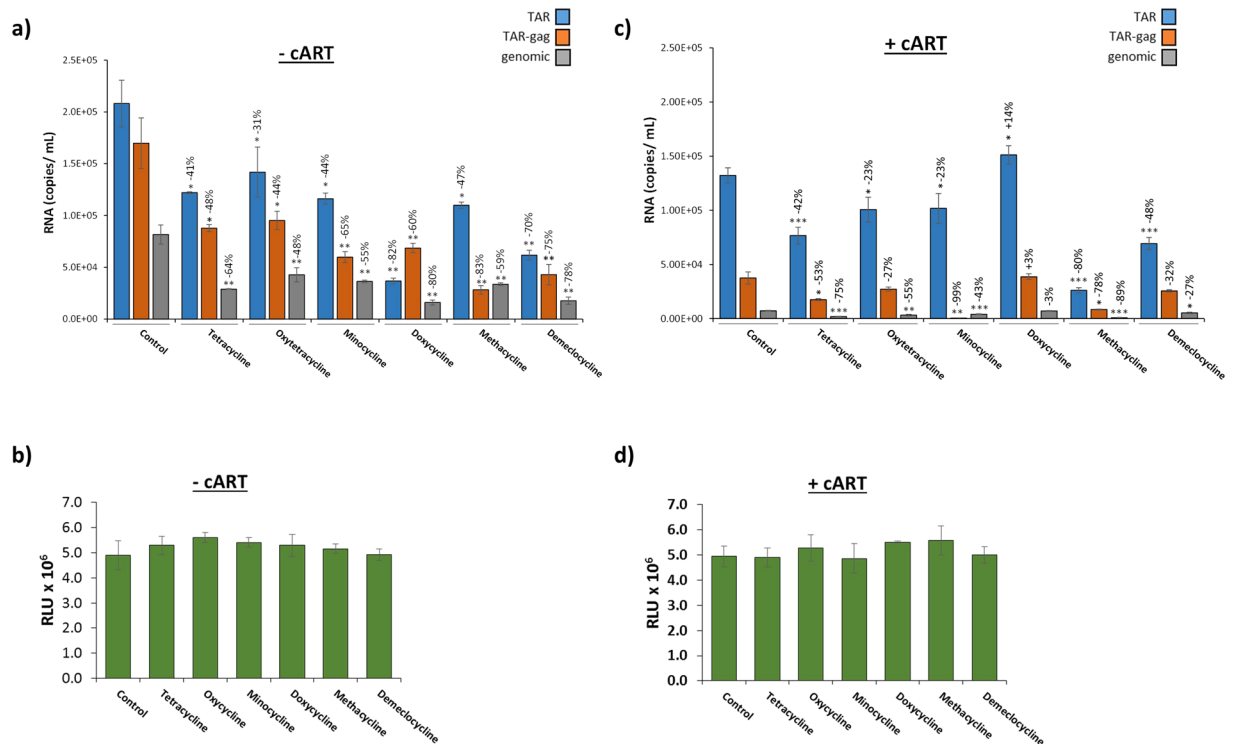 a)
- cART
TAR
TAR-gag
genomic
RNA (copies/ mL)
2.5E+05
2.0E+05
1.5E+05
1.0E+05
5.0E+04
0.0E+00
* -41%
* -48%
** -64%
* -31%
* -44%
** -48%
* -44%
** -65%
** -55%
** -82%
** -60%
** -80%
* -47%
** -83%
** -59%
** -70%
** -75%
** -78%
Control
Tetracycline
Oxytetracycline
Minocycline
Doxycycline
Methacycline
Demeclocycline
c)
+ cART
TAR
TAR-gag
genomic
RNA (copies/ mL)
2.50E+05
2.00E+05
1.50E+05
1.00E+05
5.00E+04
0.00E+00
*** -42%
* -53%
*** -75%
* -23%
-27%
** -55%
* -23%
** -99%
*** -43%
* +14%
+3%
-3%
*** -80%
* -78%
*** -89%
*** -48%
-32%
* -27%
Control
Tetracycline
Oxytetracycline
Minocycline
Doxycycline
Methacycline
Demeclocycline
b)
- cART
RLU x 10⁶
7.0
6.0
5.0
4.0
3.0
2.0
1.0
0.0
Control
Tetracycline
Oxycycline
Minocycline
Doxycycline
Methacycline
Demeclocycline
d)
+ cART
RLU x 10⁶
7.0
6.0
5.0
4.0
3.0
2.0
1.0
0.0
Control
Tetracycline
Oxycycline
Minocycline
Doxycycline
Methacycline
Demeclocycline